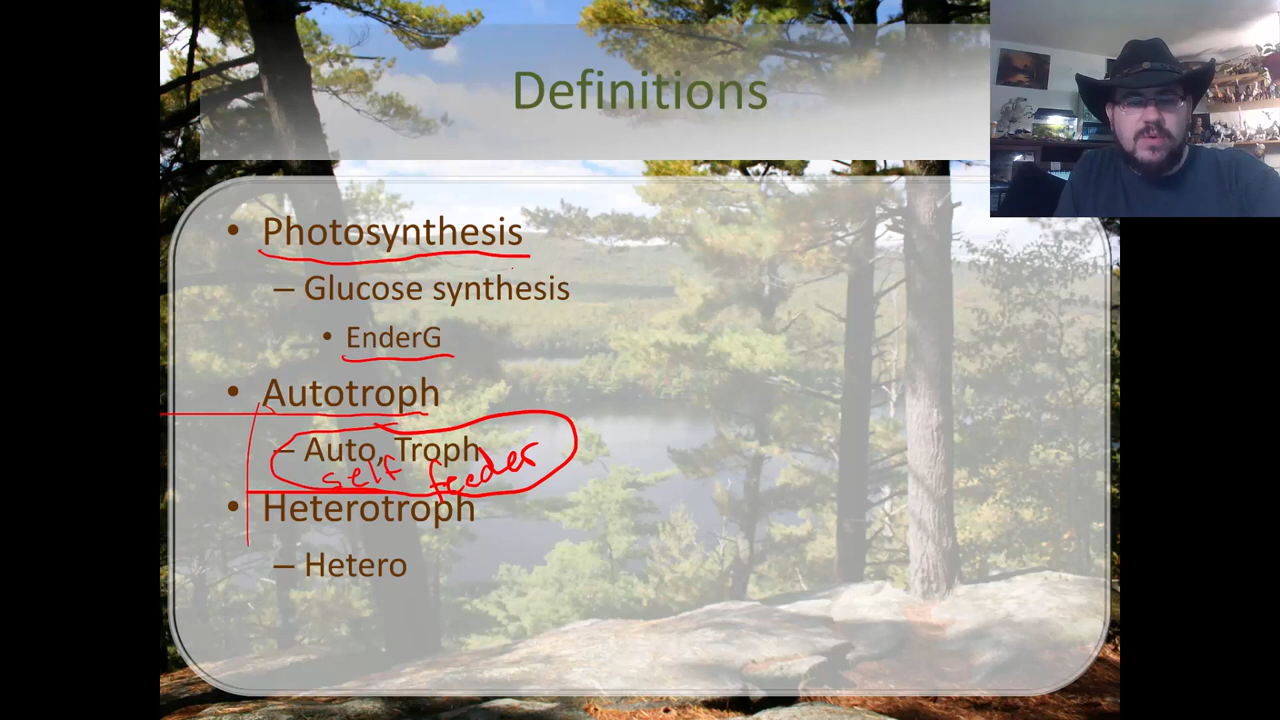 Definitions
• Photosynthesis
– Glucose synthesis
• EnderG
• Autotroph
– Auto, Troph
self feeder
• Heterotroph
– Hetero